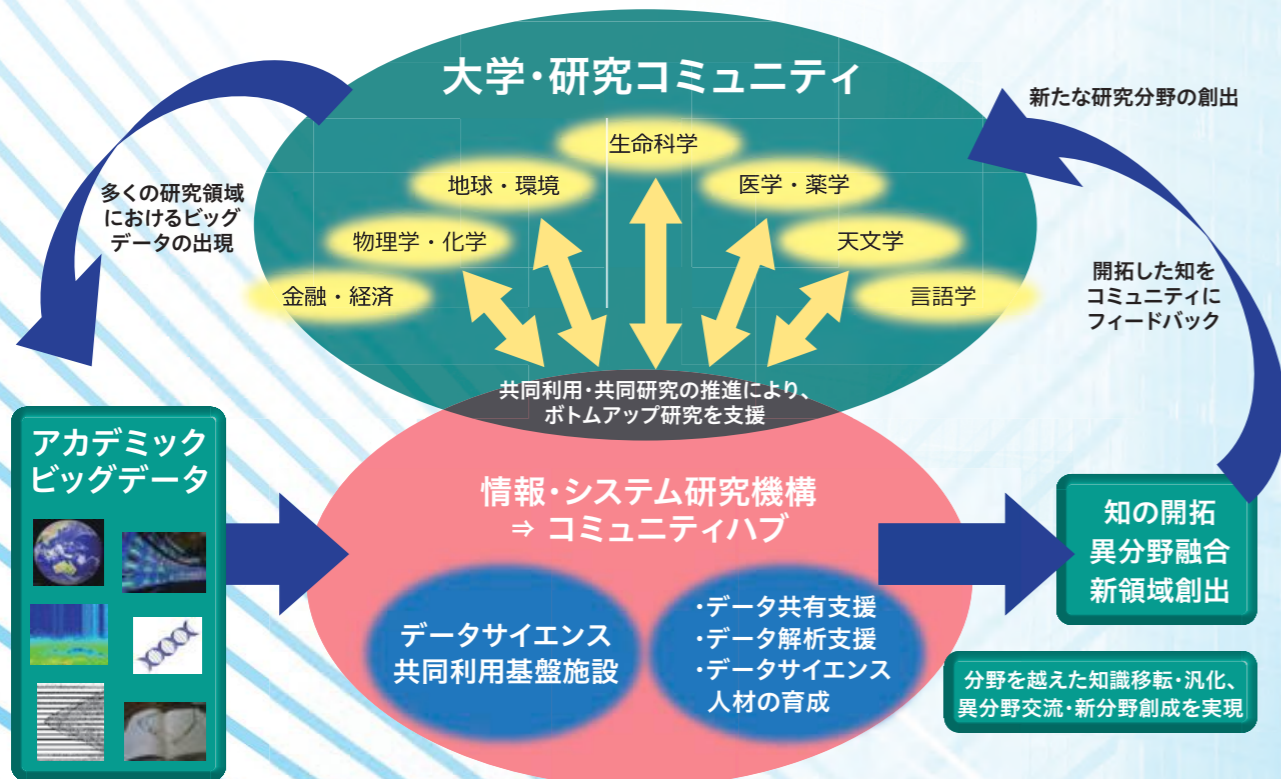 大学・研究コミュニティ
生命科学
地球・環境
医学・薬学
物理学・化学
天文学
金融・経済
言語学
多くの研究領域
におけるビッグ
データの出現
新たな研究分野の創出
開拓した知を
コミュニティに
フィードバック
共同利用・共同研究の推進により、
ボトムアップ研究を支援
アカデミック
ビッグデータ
情報・システム研究機構
⇒ コミュニティハブ
データサイエンス
共同利用基盤施設
・データ共有支援
・データ解析支援
・データサイエンス
人材の育成
知の開拓
異分野融合
新領域創出
分野を越えた知識移転・汎化、
異分野交流・新分野創成を実現